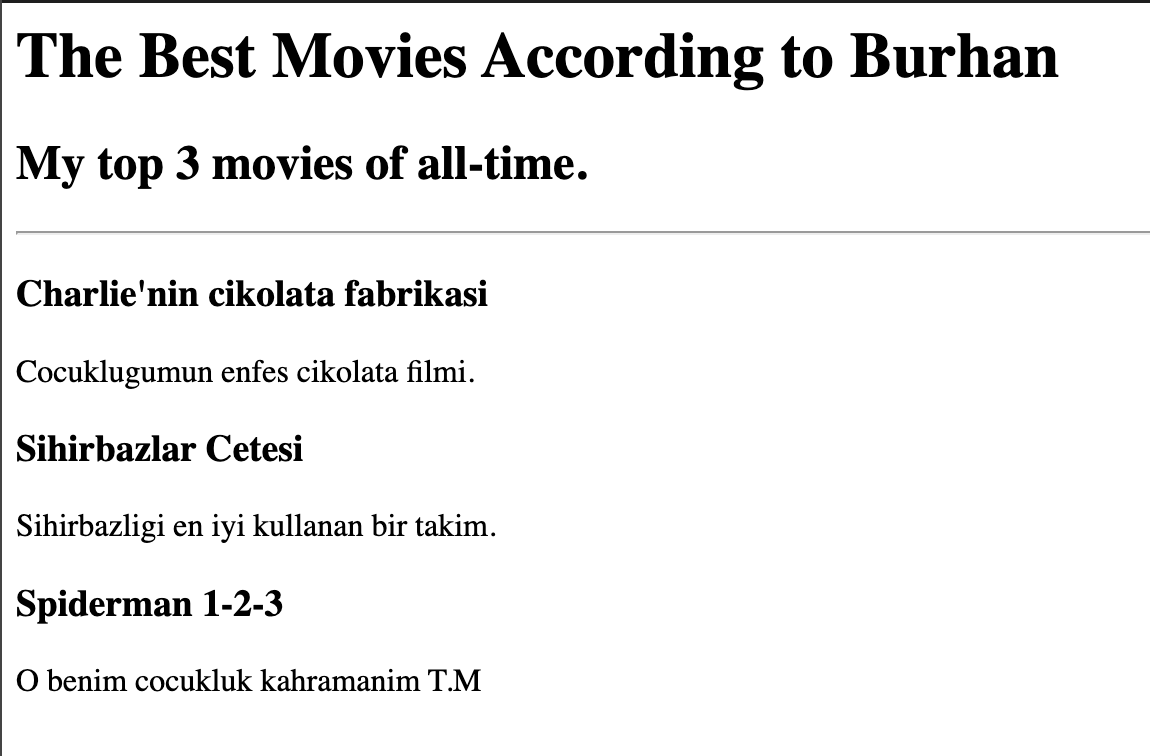 The Best Movies According to Burhan
My top 3 movies of all-time.
Charlie'nin cikolata fabrikasi
Cocuklugumun enfes cikolata filmi.
Sihirbazlar Cetesi
Sihirbazligi en iyi kullanan bir takim.
Spiderman 1-2-3
O benim cocukluk kahramanim T.M